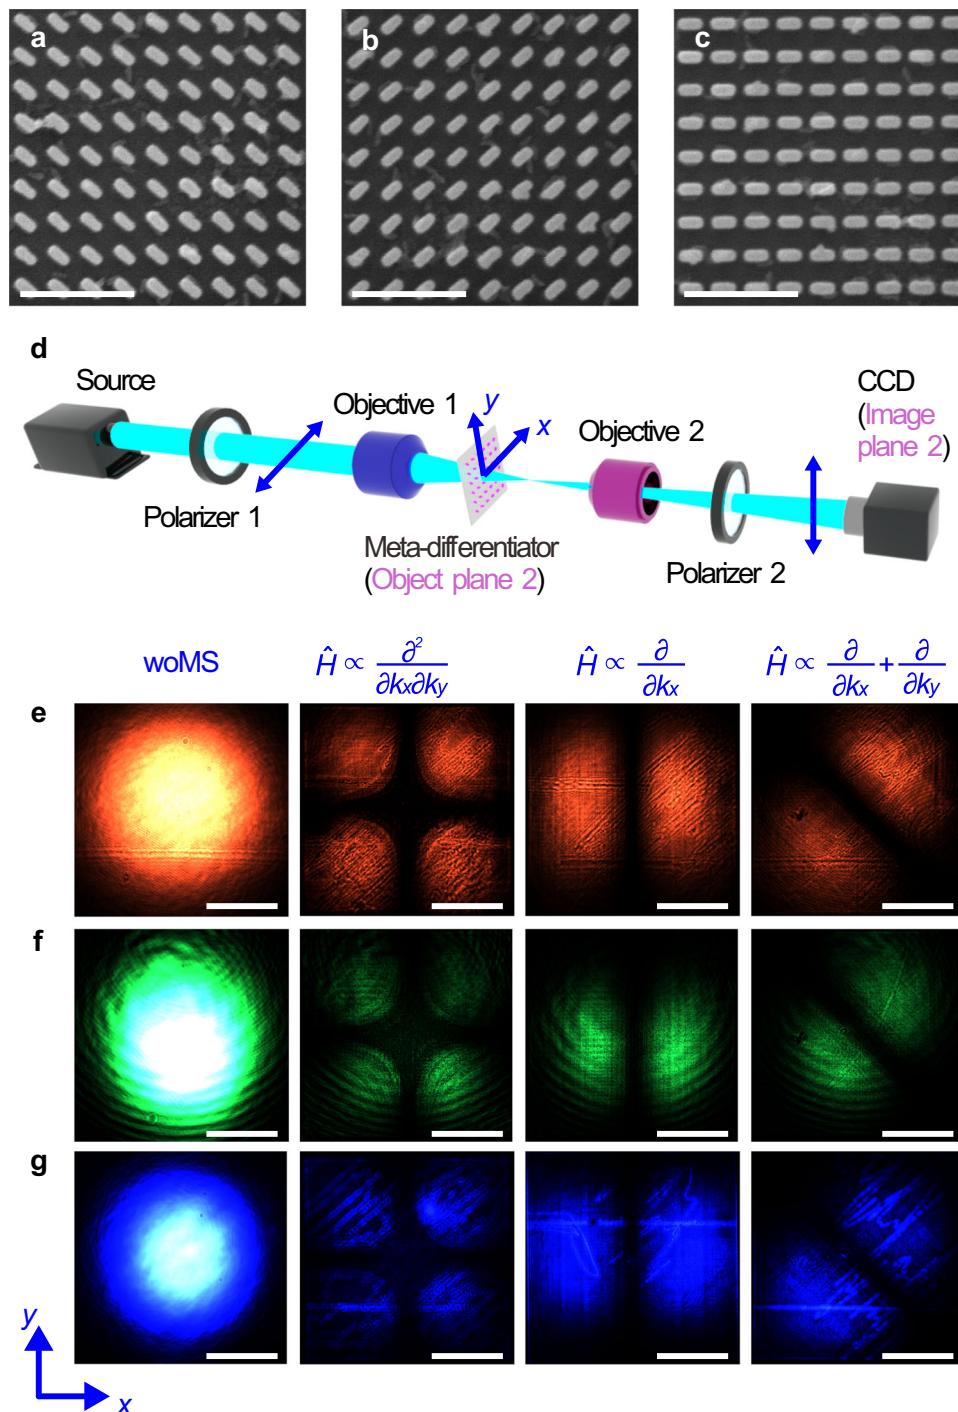 a
b
c
d
Source
Objective 1
y
x
Objective 2
CCD
(Image
plane 2)
Polarizer 1
Meta-differentiator
(Object plane 2)
Polarizer 2
woMS
Ĥ ∝ ∂²/∂kx∂ky
Ĥ ∝ ∂/∂kx
Ĥ ∝ ∂/∂kx + ∂/∂ky
e
f
g
y
x